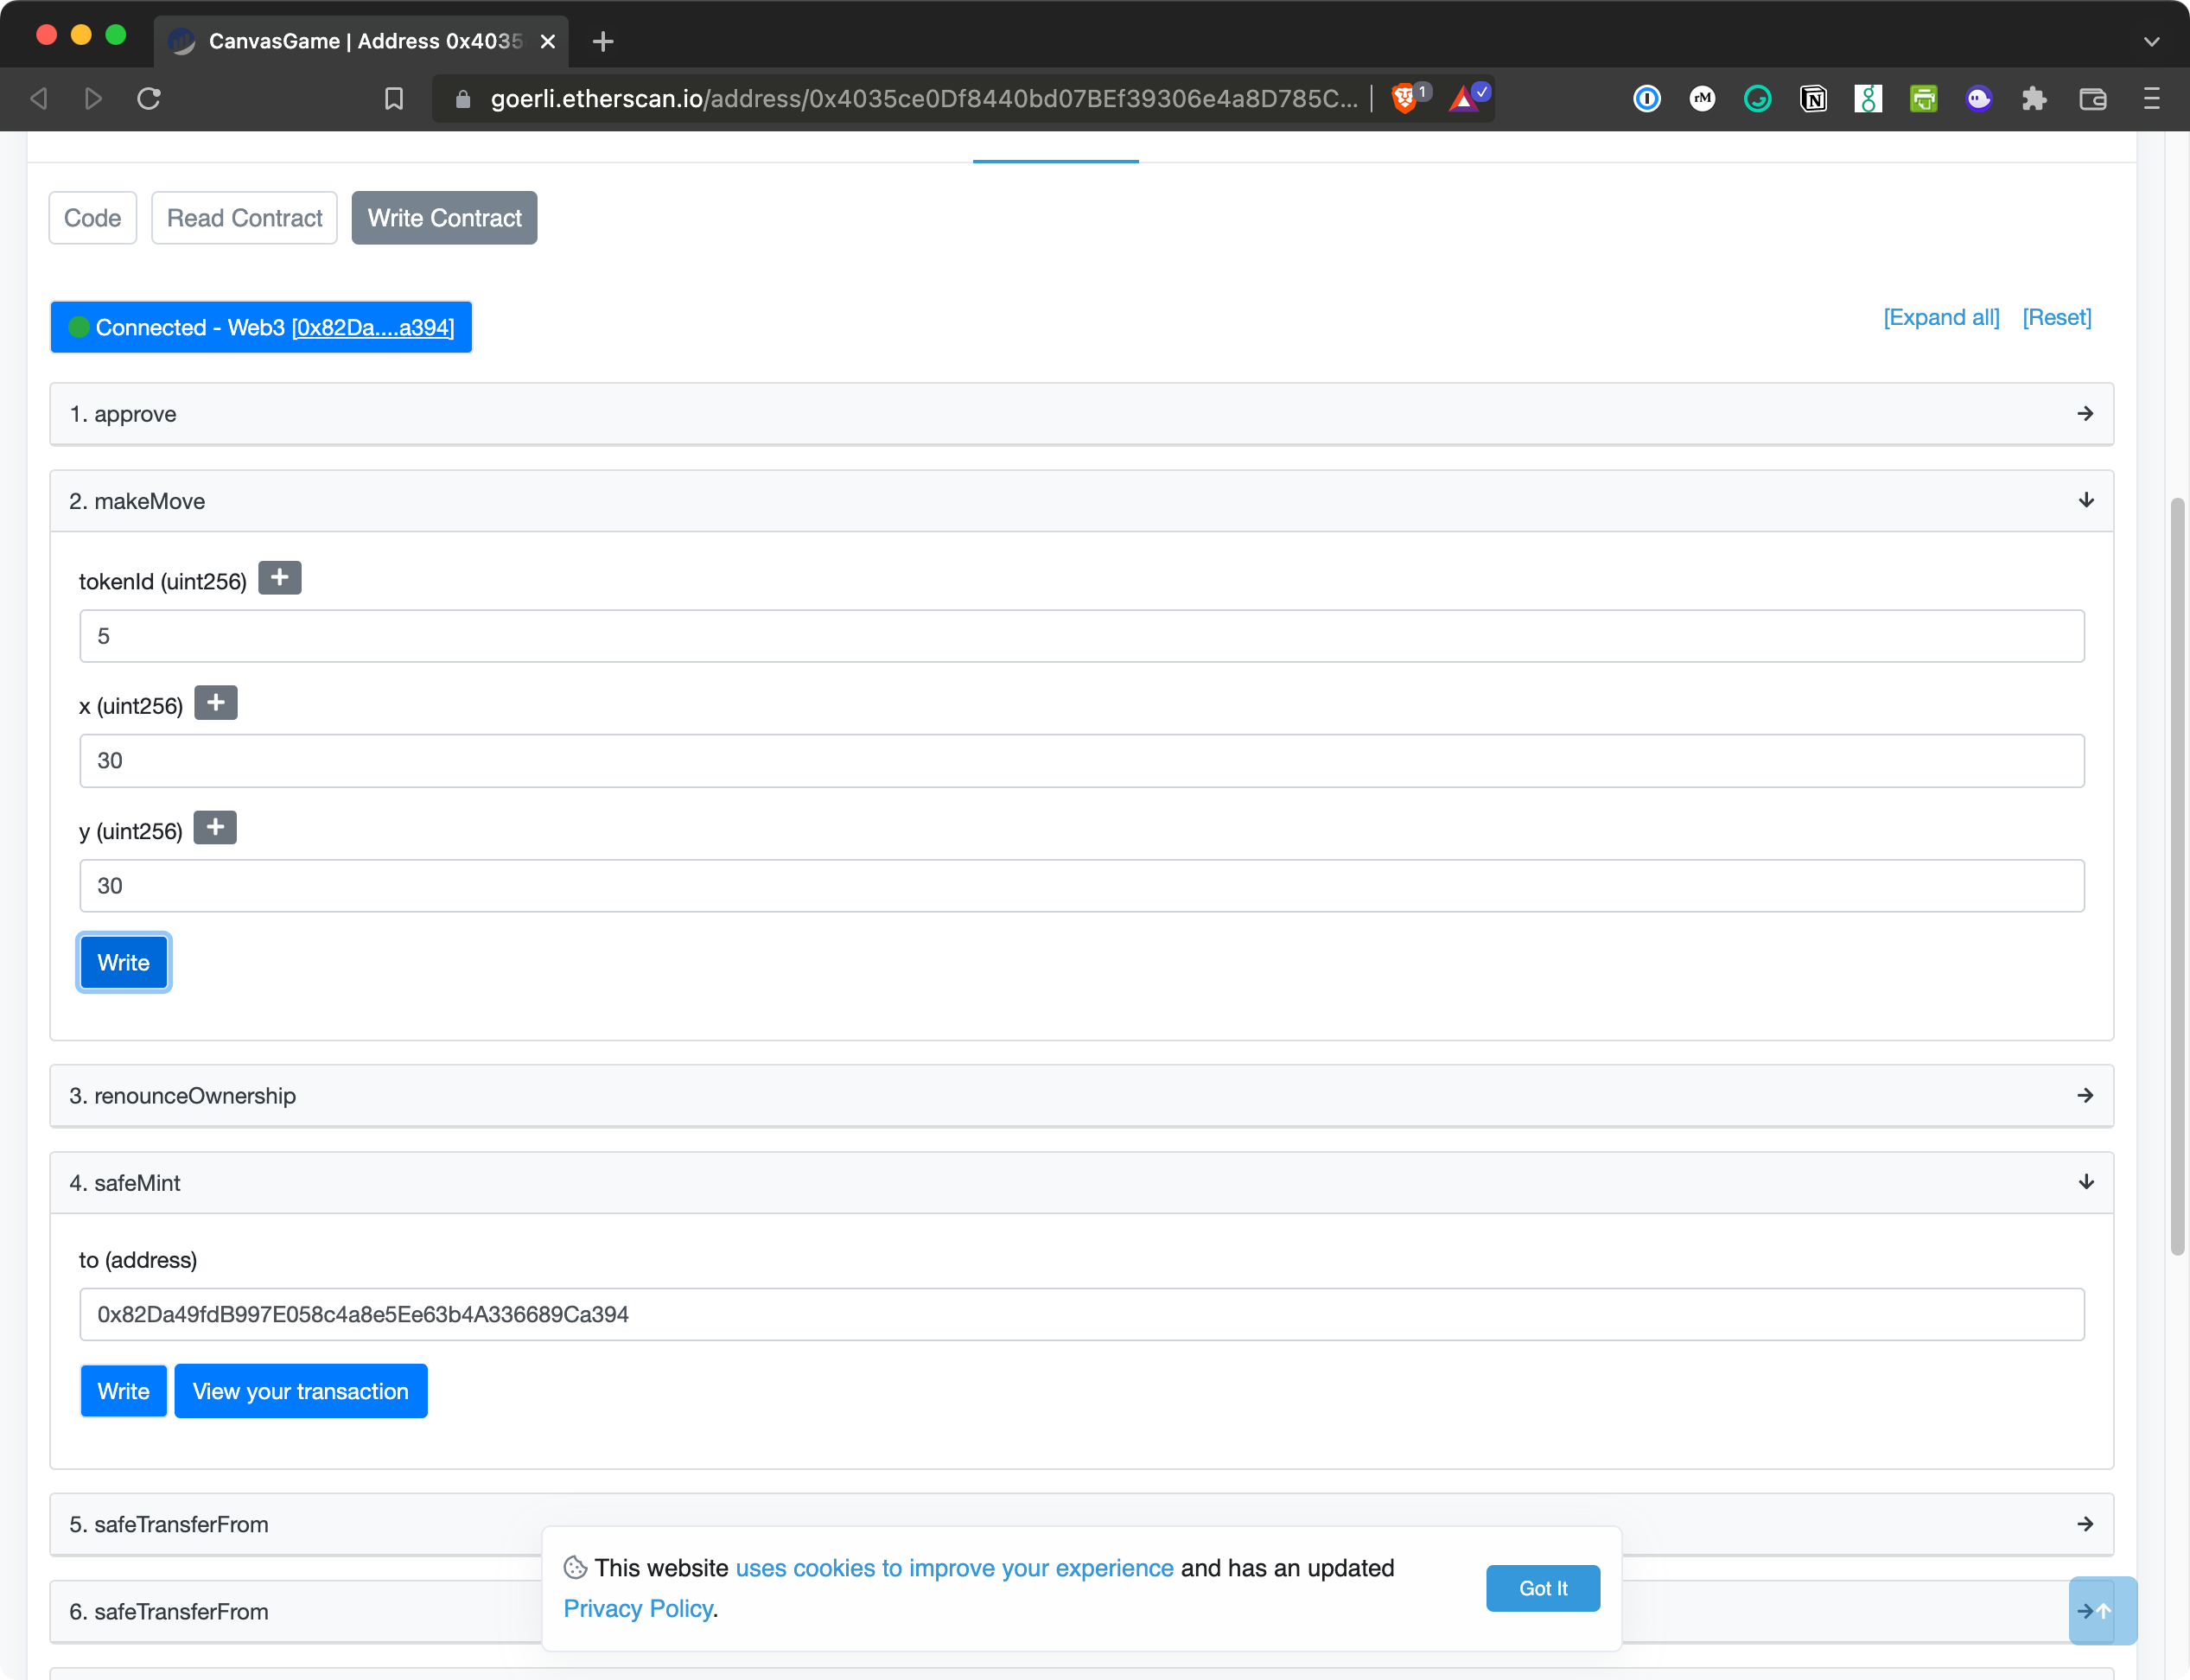 CanvasGame | Address 0x4035
goerli.etherscan.io/address/0x4035ce0Df8440bd07BEf39306e4a8D785C...
1
rM
Code
Read Contract
Write Contract
Connected - Web3 [0x82Da....a394]
[Expand all]
[Reset]
1. approve
2. makeMove
tokenId (uint256)
5
x (uint256)
30
y (uint256)
30
Write
3. renounceOwnership
4. safeMint
to (address)
0x82Da49fdB997E058c4a8e5Ee63b4A336689Ca394
Write
View your transaction
5. safeTransferFrom
6. safeTransferFrom
This website uses cookies to improve your experience and has an updated
Privacy Policy.
Got It